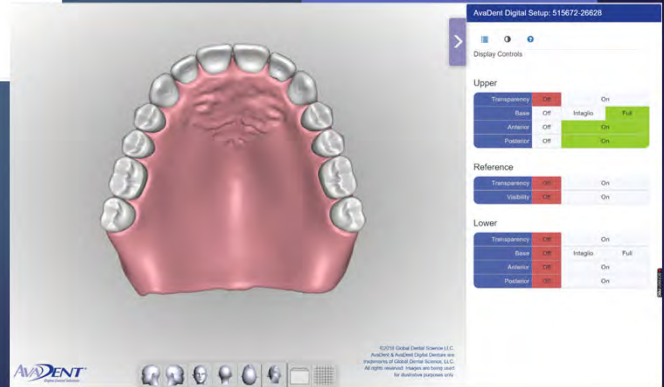 AvaDent Digital Setup: 515672-26628
Display Controls
Upper
Transparency Off On
Base Off Intaglio Full
Anterior Off On
Posterior Off On
Reference
Transparency Off On
Visibility Off On
Lower
Transparency Off On
Base Off Intaglio Full
Anterior Off On
Posterior Off On
©2018 Global Dental Science LLC.
AvaDent & AvaDent Digital Denture are
trademarks of Global Dental Science, LLC.
All rights reserved. Images are being used
for illustrative purposes only.
AVADENT